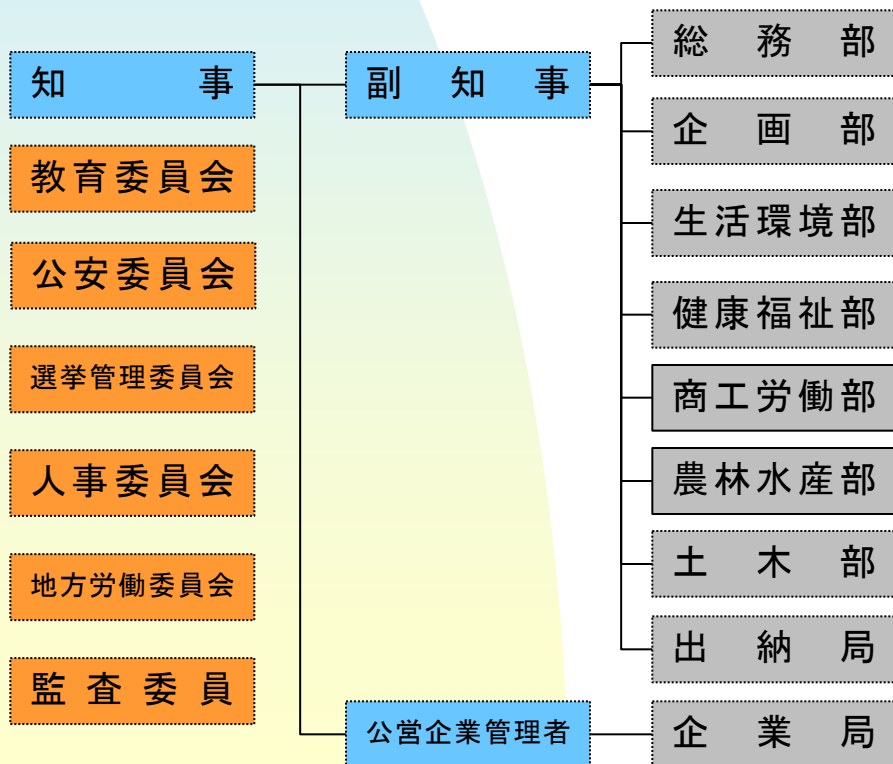 知事
教育委員会
公安委員会
選挙管理委員会
人事委員会
地方労働委員会
監査委員
副知事
公営企業管理者
総務部
企画部
生活環境部
健康福祉部
商工労働部
農林水産部
土木部
出納局
企業局